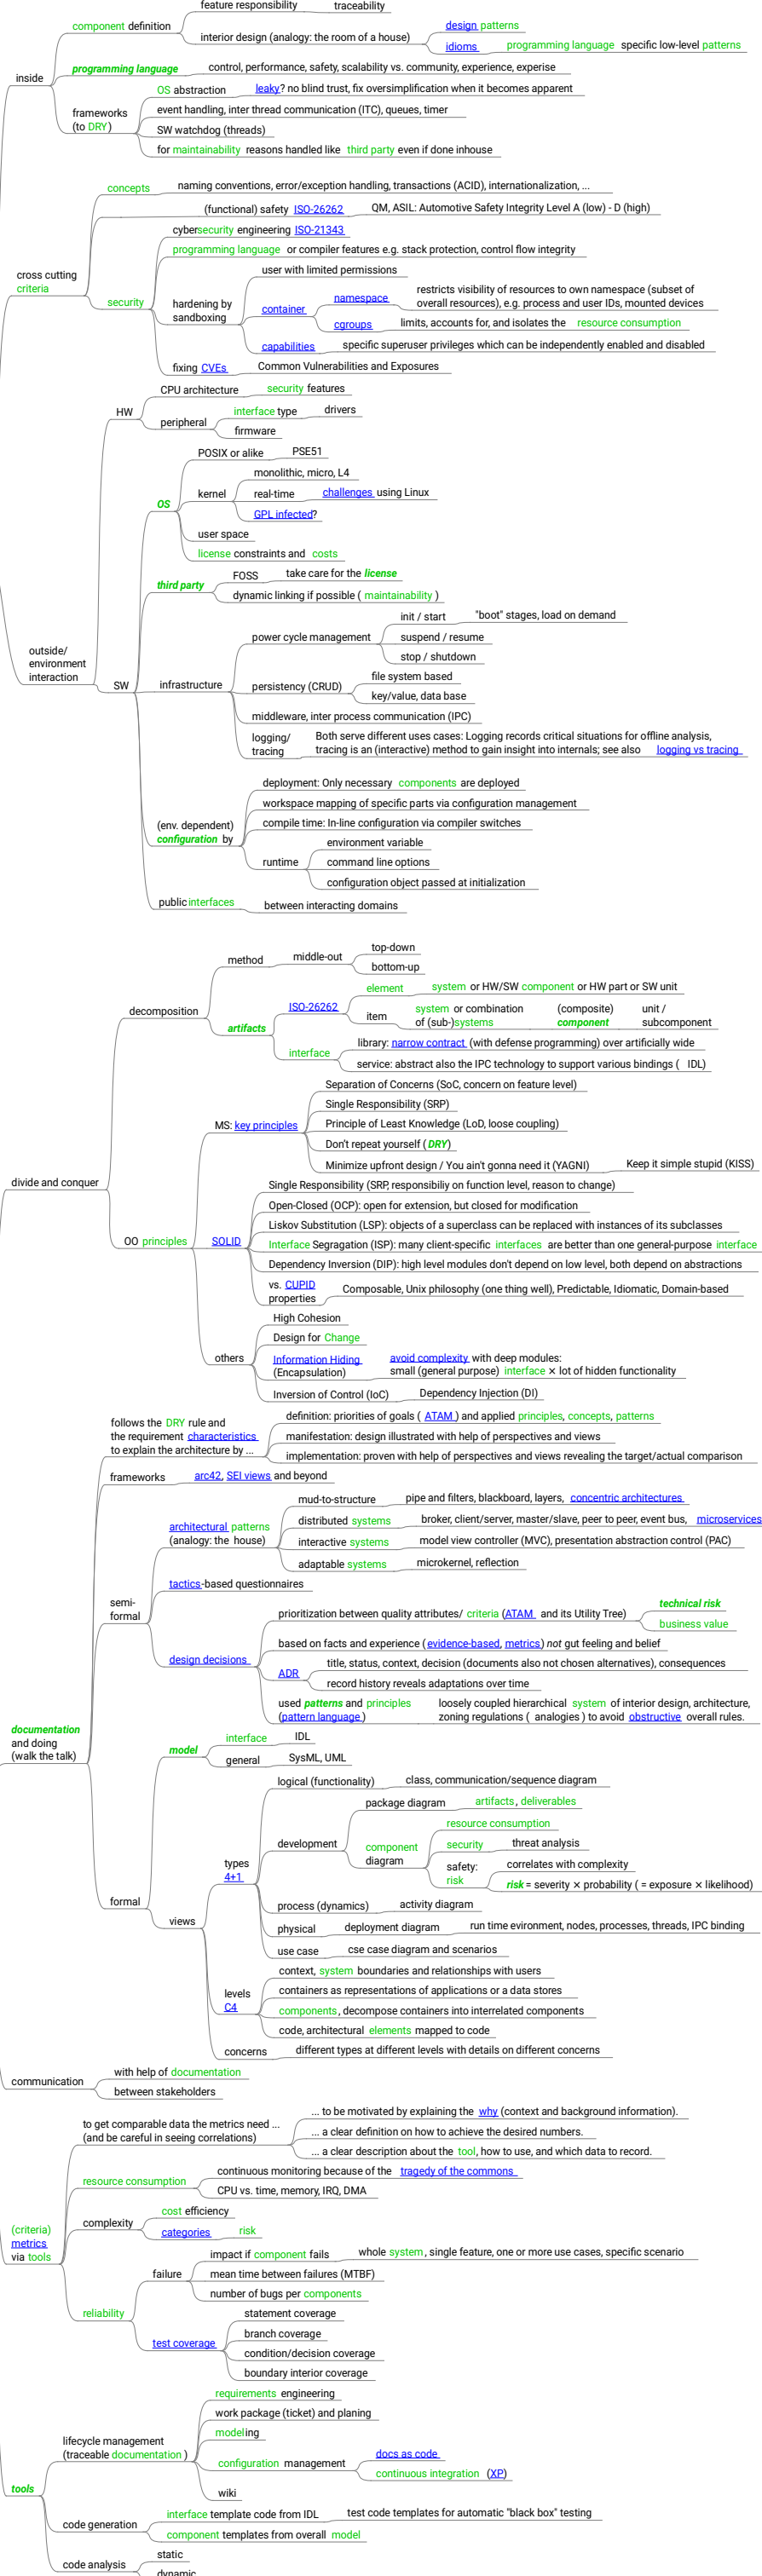 feature responsibility traceability
component definition
interior design (analogy: the room of a house)
design patterns
idioms programming language specific low-level patterns
programming language control, performance, safety, scalability vs. community, experience, experise
inside
OS abstraction leaky? no blind trust, fix oversimplification when it becomes apparent
frameworks
(to DRY)
event handling, inter thread communication (ITC), queues, timer
SW watchdog (threads)
for maintainability reasons handled like third party even if done inhouse
concepts naming conventions, error/exception handling, transactions (ACID), internationalization, ...
(functional) safety ISO-26262 QM, ASIL: Automotive Safety Integrity Level A (low) - D (high)
cybersecurity engineering ISO-21343
programming language or compiler features e.g. stack protection, control flow integrity
cross cutting
criteria
security
user with limited permissions
hardening by
sandboxing
container
namespace
restricts visibility of resources to own namespace (subset of
overall resources), e.g. process and user IDs, mounted devices
cgroups limits, accounts for, and isolates the resource consumption
capabilities specific superuser privileges which can be independently enabled and disabled
fixing CVEs Common Vulnerabilities and Exposures
CPU architecture security features
HW
peripheral
interface type drivers
firmware
POSIX or alike PSE51
monolithic, micro, L4
kernel real-time challenges using Linux
OS
GPL infected?
user space
license constraints and costs
third party
FOSS take care for the license
dynamic linking if possible ( maintainability )
init / start "boot" stages, load on demand
power cycle management suspend / resume
stop / shutdown
outside/
environment
interaction
SW
infrastructure
file system based
persistency (CRUD)
key/value, data base
middleware, inter process communication (IPC)
logging/
tracing
Both serve different uses cases: Logging records critical situations for offline analysis,
tracing is an (interactive) method to gain insight into internals; see also logging vs tracing
deployment: Only necessary components are deployed
workspace mapping of specific parts via configuration management
(env. dependent)
configuration by
compile time: In-line configuration via compiler switches
environment variable
runtime command line options
configuration object passed at initialization
public interfaces between interacting domains
top-down
method middle-out
bottom-up
decomposition
element system or HW/SW component or HW part or SW unit
ISO-26262
artifacts
item
system or combination
of (sub-)systems
(composite)
component
unit /
subcomponent
interface
library: narrow contract (with defense programming) over artificially wide
service: abstract also the IPC technology to support various bindings ( IDL)
Separation of Concerns (SoC, concern on feature level)
Single Responsibility (SRP)
MS: key principles Principle of Least Knowledge (LoD, loose coupling)
Don't repeat yourself ( DRY)
Minimize upfront design / You ain't gonna need it (YAGNI) Keep it simple stupid (KISS)
divide and conquer
Single Responsibility (SRP, responsibiliy on function level, reason to change)
Open-Closed (OCP): open for extension, but closed for modification
Liskov Substitution (LSP): objects of a superclass can be replaced with instances of its subclasses
OO principles SOLID
Interface Segragation (ISP): many client-specific interfaces are better than one general-purpose interface
Dependency Inversion (DIP): high level modules don't depend on low level, both depend on abstractions
vs. CUPID
properties
Composable, Unix philosophy (one thing well), Predictable, Idiomatic, Domain-based
High Cohesion
Design for Change
others
Information Hiding
(Encapsulation)
avoid complexity with deep modules:
small (general purpose) interface × lot of hidden functionality
Inversion of Control (IoC) Dependency Injection (DI)
follows the DRY rule and
the requirement characteristics
to explain the architecture by ...
definition: priorities of goals ( ATAM ) and applied principles, concepts, patterns
manifestation: design illustrated with help of perspectives and views
implementation: proven with help of perspectives and views revealing the target/actual comparison
frameworks arc42, SEI views and beyond
architectural patterns
(analogy: the house)
mud-to-structure pipe and filters, blackboard, layers, concentric architectures
distributed systems broker, client/server, master/slave, peer to peer, event bus, microservices
interactive systems model view controller (MVC), presentation abstraction control (PAC)
adaptable systems microkernel, reflection
tactics-based questionnaires
semi-
formal
prioritization between quality attributes/ criteria (ATAM and its Utility Tree)
technical risk
business value
based on facts and experience (evidence-based, metrics) not gut feeling and belief
design decisions
ADR
title, status, context, decision (documents also not chosen alternatives), consequences
record history reveals adaptations over time
used patterns and principles
(pattern language )
loosely coupled hierarchical system of interior design, architecture,
zoning regulations ( analogies ) to avoid obstructive overall rules.
documentation
and doing
(walk the talk)
model
interface IDL
general SysML, UML
logical (functionality) class, communication/sequence diagram
package diagram artifacts, deliverables
development
component
diagram
resource consumption
security threat analysis
safety:
risk
correlates with complexity
risk = severity × probability ( = exposure × likelihood)
types
4+1
formal
process (dynamics) activity diagram
views
physical deployment diagram run time evironment, nodes, processes, threads, IPC binding
use case cse case diagram and scenarios
context, system boundaries and relationships with users
levels
C4
containers as representations of applications or a data stores
components, decompose containers into interrelated components
code, architectural elements mapped to code
concerns different types at different levels with details on different concerns
communication
with help of documentation
between stakeholders
to get comparable data the metrics need ...
(and be careful in seeing correlations)
... to be motivated by explaining the why (context and background information).
... a clear definition on how to achieve the desired numbers.
... a clear description about the tool, how to use, and which data to record.
resource consumption
continuous monitoring because of the tragedy of the commons
CPU vs. time, memory, IRQ, DMA
(criteria)
metrics
via tools
complexity
cost efficiency
categories risk
impact if component fails whole system, single feature, one or more use cases, specific scenario
failure mean time between failures (MTBF)
number of bugs per components
reliability
statement coverage
branch coverage
test coverage
condition/decision coverage
boundary interior coverage
requirements engineering
work package (ticket) and planing
modeling
lifecycle management
(traceable documentation )
configuration management
docs as code
continuous integration (XP)
wiki
tools
code generation
interface template code from IDL test code templates for automatic "black box" testing
component templates from overall model
code analysis
static
dynamic